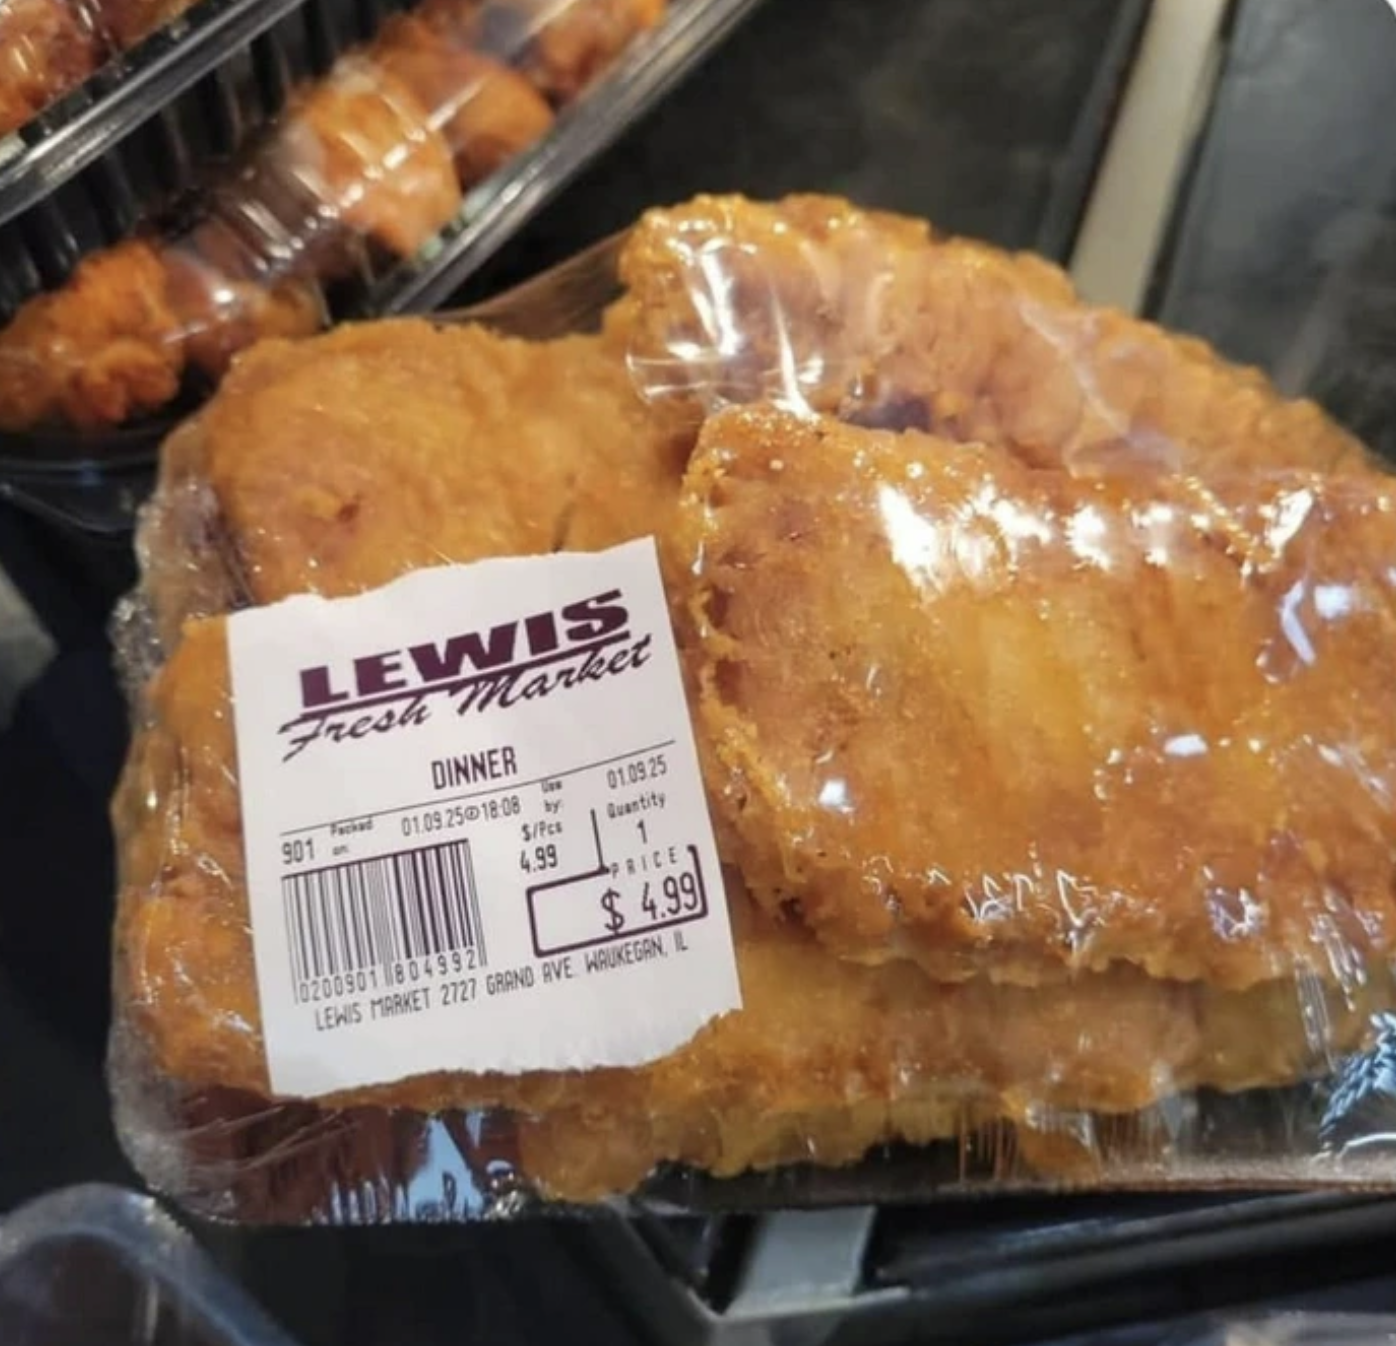 LEWIS
Fresh Market
DINNER
901 Packed on: 01.09.25@18:08 Use by: 01.09.25
$/Pcs Quantity
4.99 1
PRICE
$ 4.99
0200901 804992
LEWIS MARKET 2727 GRAND AVE. WAUKEGAN, IL